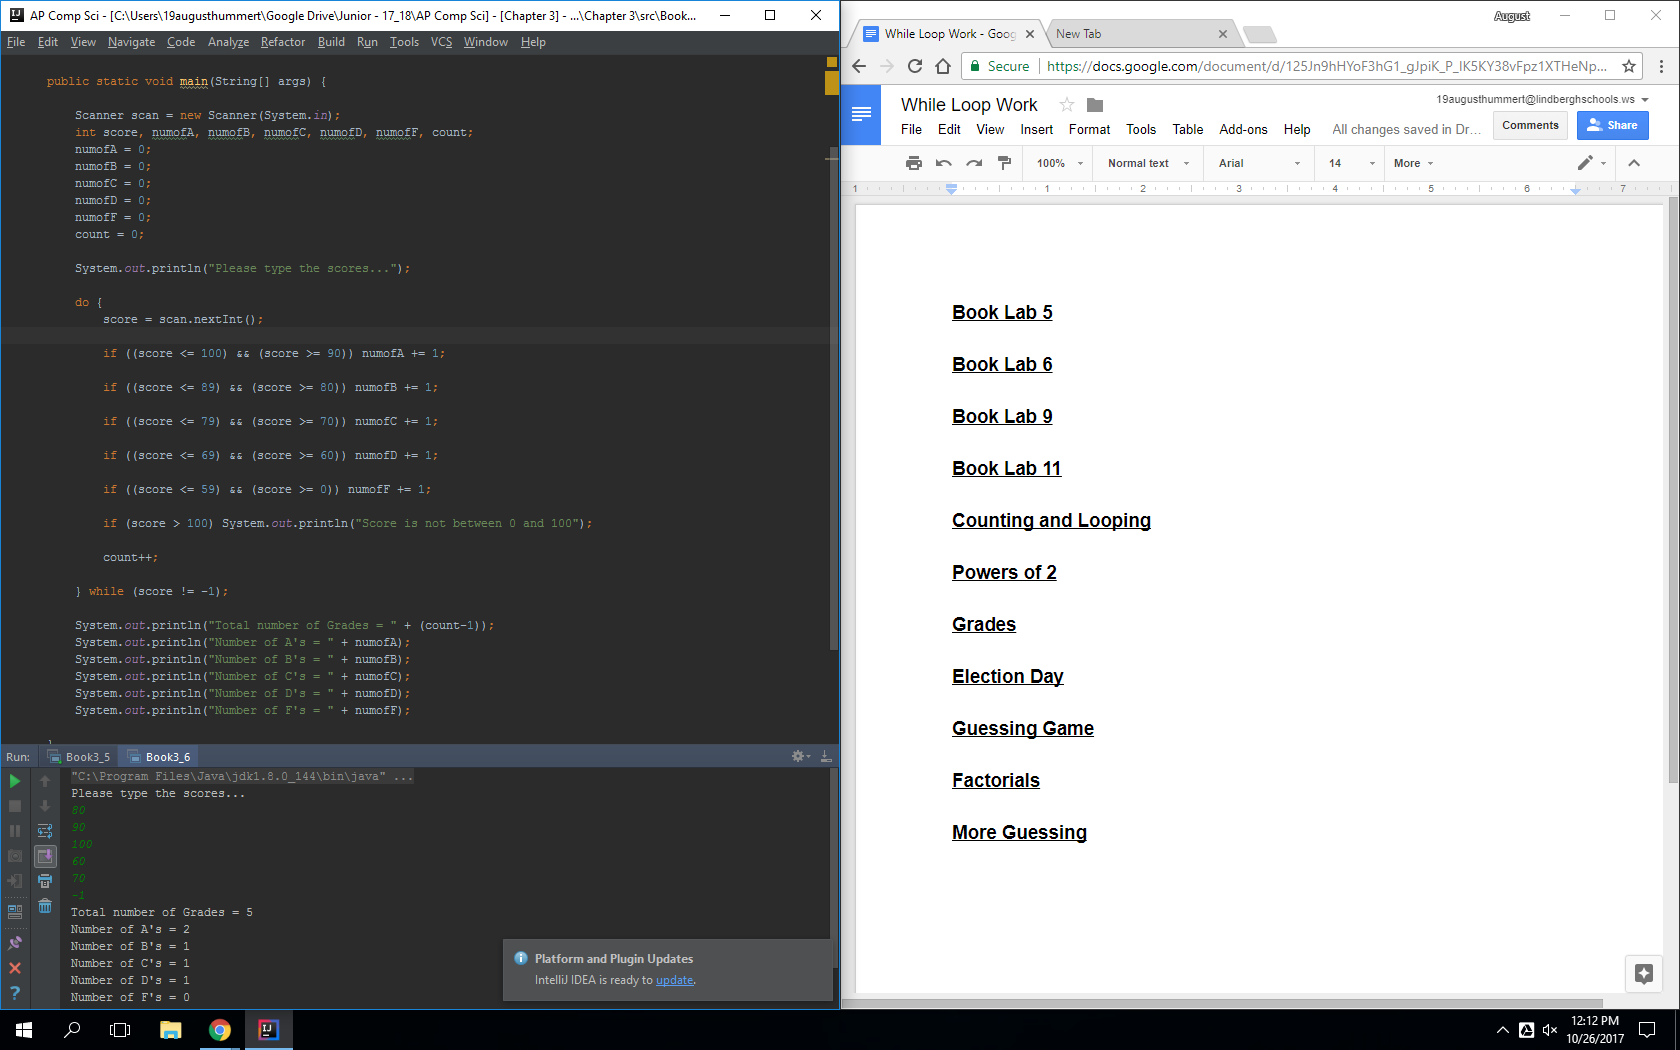 AP Comp Sci - [C:\Users\19augusthummert\Google Drive\Junior - 17_18\AP Comp Sci] - [Chapter 3] - ...\Chapter 3\src\Book...
File Edit View Navigate Code Analyze Refactor Build Run Tools VCS Window Help
public static void main(String[] args) {
Scanner scan = new Scanner(System.in);
int score, numofA, numofB, numofC, numofD, numofF, count;
numofA = 0;
numofB = 0;
numofC = 0;
numofD = 0;
numofF = 0;
count = 0;
System.out.println("Please type the scores...");
do {
score = scan.nextInt();
if ((score <= 100) && (score >= 90)) numofA += 1;
if ((score <= 89) && (score >= 80)) numofB += 1;
if ((score <= 79) && (score >= 70)) numofC += 1;
if ((score <= 69) && (score >= 60)) numofD += 1;
if ((score <= 59) && (score >= 0)) numofF += 1;
if (score > 100) System.out.println("Score is not between 0 and 100");
count++;
} while (score != -1);
System.out.println("Total number of Grades = " + (count-1));
System.out.println("Number of A's = " + numofA);
System.out.println("Number of B's = " + numofB);
System.out.println("Number of C's = " + numofC);
System.out.println("Number of D's = " + numofD);
System.out.println("Number of F's = " + numofF);
}
Run: Book3_5 Book3_6
"C:\Program Files\Java\jdk1.8.0_144\bin\java" ...
Please type the scores...
80
90
100
60
70
-1
Total number of Grades = 5
Number of A's = 2
Number of B's = 1
Number of C's = 1
Number of D's = 1
Number of F's = 0
Platform and Plugin Updates
IntelliJ IDEA is ready to update.
August
While Loop Work - Goog New Tab
Secure https://docs.google.com/document/d/125Jn9hHYoF3hG1_gJpiK_P_IK5KY38vFpz1XTHeNp...
While Loop Work
19augusthummert@lindberghschools.ws
File Edit View Insert Format Tools Table Add-ons Help All changes saved in Dr...
Comments Share
100% Normal text Arial 14 More
1 1 2 3 4 5 6 7
Book Lab 5
Book Lab 6
Book Lab 9
Book Lab 11
Counting and Looping
Powers of 2
Grades
Election Day
Guessing Game
Factorials
More Guessing
12:12 PM
10/26/2017